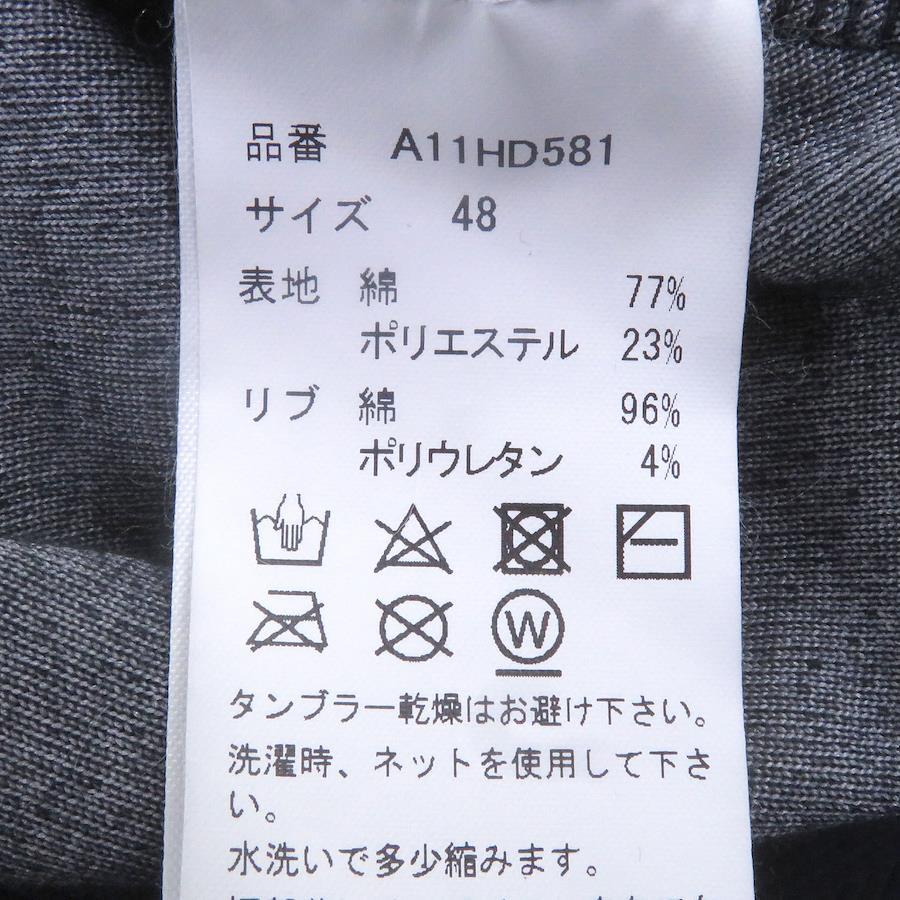 品番 A11HD581
サイズ 48
表地 綿 77%
ポリエステル 23%
リブ 綿 96%
ポリウレタン 4%
W
タンブラー乾燥はお避け下さい。
洗濯時、ネットを使用して下さ
い。
水洗いで多少縮みます。